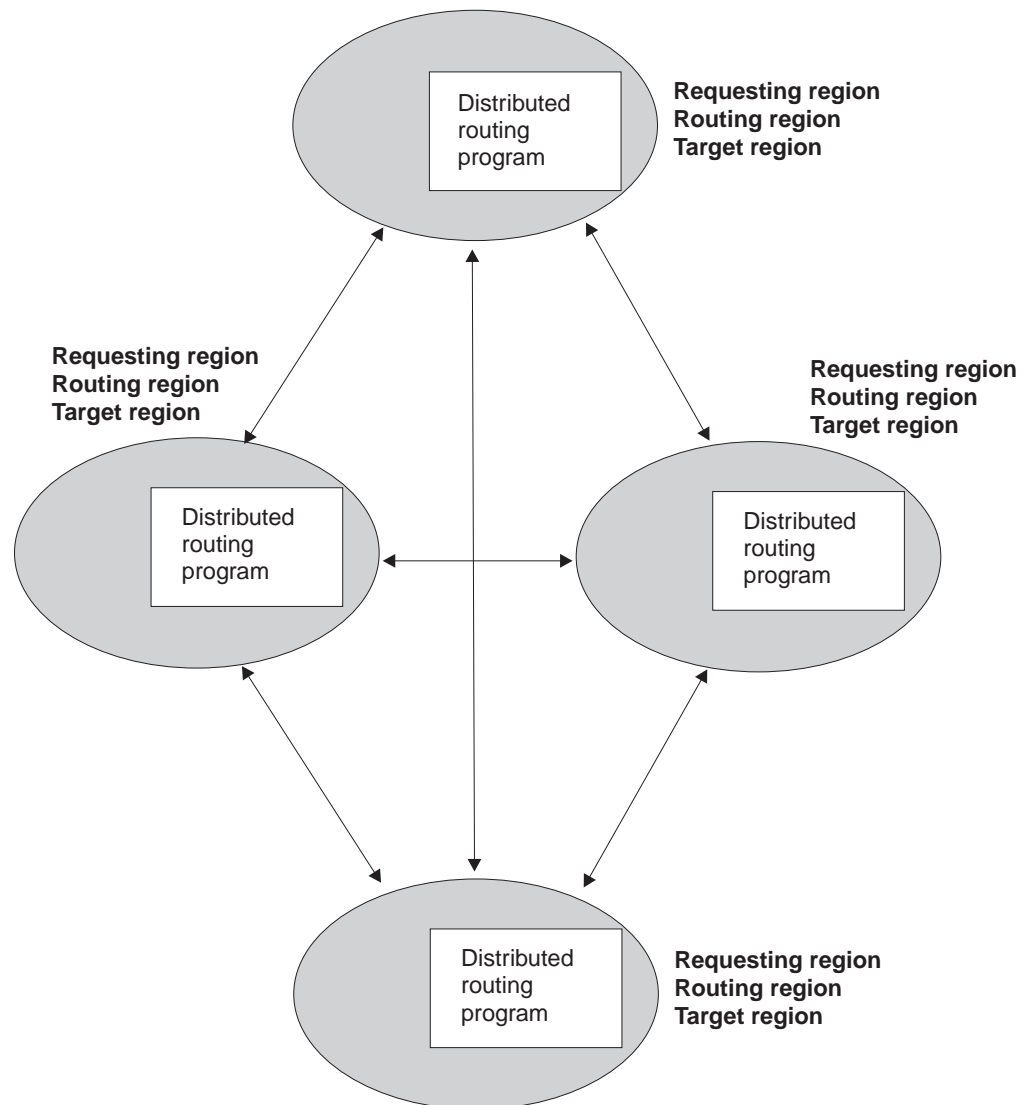 Distributed
routing
program
Requesting region
Routing region
Target region
Requesting region
Routing region
Target region
Requesting region
Routing region
Target region
Distributed
routing
program
Distributed
routing
program
Distributed
routing
program
Requesting region
Routing region
Target region